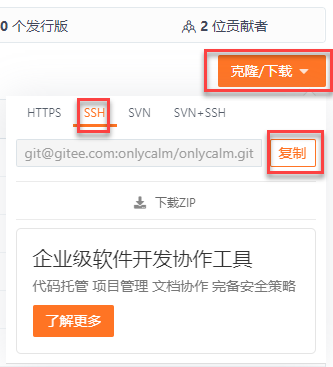 0 个发行版 2 位贡献者
克隆/下载
HTTPS SSH SVN SVN+SSH
git@gitee.com:onlycalm/onlycalm.git 复制
下载ZIP
企业级软件开发协作工具
代码托管 项目管理 文档协作 完备安全策略
了解更多